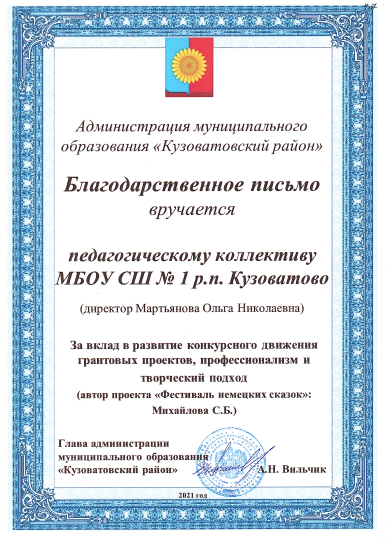 Администрация муниципального
образования «Кузоватовский район»
Благодарственное письмо
вручается
педагогическому коллективу
МБОУ СШ № 1 р.п. Кузоватово
(директор Мартьянова Ольга Николаевна)
За вклад в развитие конкурсного движения
грантовых проектов, профессионализм и
творческий подход
(автор проекта «Фестиваль немецких сказок»:
Михайлова С.Б.)
Глава администрации
муниципального образования
«Кузоватовский район»
А.Н. Вильчик
2021 год